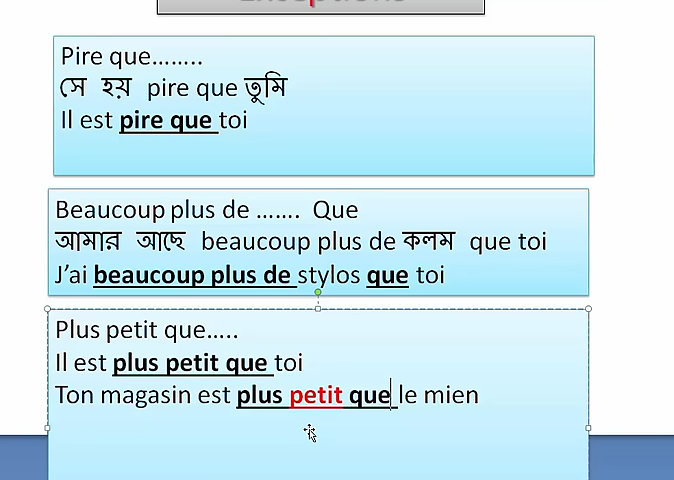 Exceptions
Pire que........
সে হয় pire que তুমি
Il est pire que toi
Beaucoup plus de ....... Que
আমার আছে beaucoup plus de কলম que toi
J'ai beaucoup plus de stylos que toi
Plus petit que.....
Il est plus petit que toi
Ton magasin est plus petit que le mien